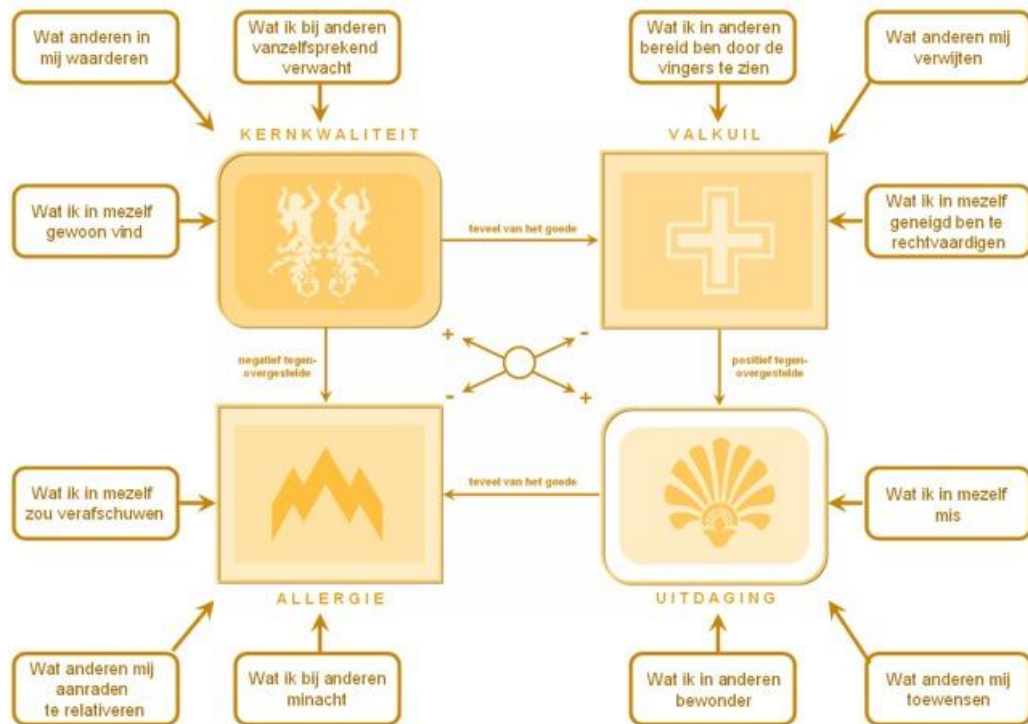 Wat anderen in
mij waarderen
Wat ik bij anderen
vanzelfsprekend
verwacht
Wat ik in anderen
bereid ben door de
vingers te zien
Wat anderen mij
verwijten
KERNKWALITEIT
VALKUIL
Wat ik in mezelf
gewoon vind
teveel van het goede
Wat ik in mezelf
geneigd ben te
rechtvaardigen
negatief tegen-
overgestelde
+
-
-
+
positief tegen-
overgestelde
Wat ik in mezelf
zou verafschuwen
teveel van het goede
Wat ik in mezelf
mis
ALLERGIE
UITDAGING
Wat anderen mij
aanraden
te relativeren
Wat ik bij anderen
minacht
Wat ik in anderen
bewonder
Wat anderen mij
toewensen